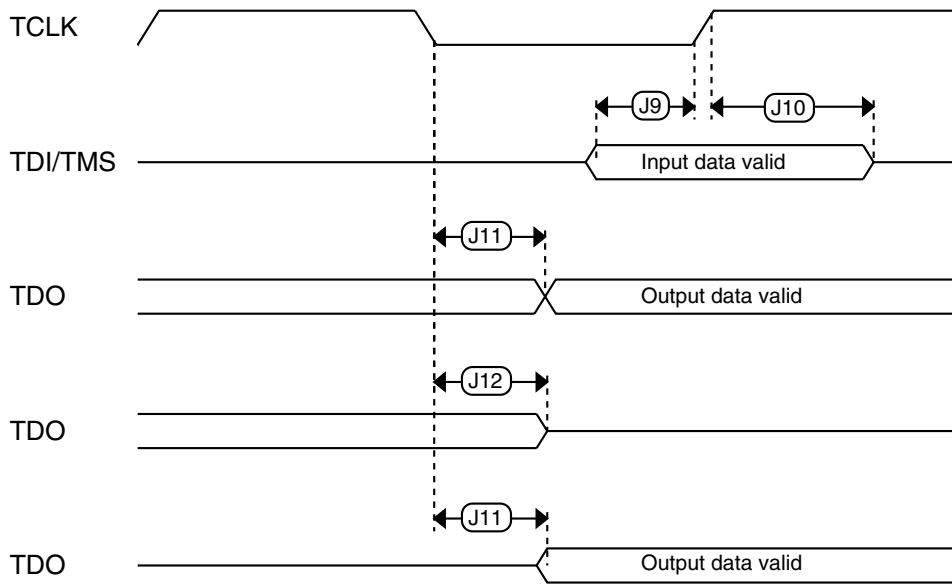 TCLK
J9
J10
TDI/TMS
Input data valid
J11
TDO
Output data valid
J12
TDO
J11
TDO
Output data valid